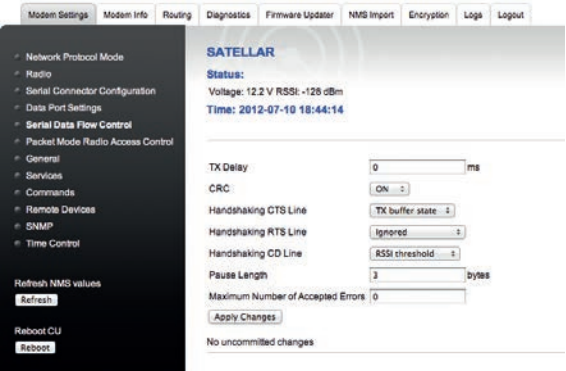 Modem Settings Modem Info Routing Diagnostics Firmware Updater NMS Import Encryption Logs Logout
Network Protocol Mode
Radio
Serial Connector Configuration
Data Port Settings
Serial Data Flow Control
Packet Mode Radio Access Control
General
Services
Commands
Remote Devices
SNMP
Time Control
Refresh NMS values
Refresh
Reboot CU
Reboot
SATELLAR
Status:
Voltage: 12.2 V RSSI: -128 dBm
Time: 2012-07-10 18:44:14
TX Delay 0 ms
CRC ON
Handshaking CTS Line TX buffer state
Handshaking RTS Line Ignored
Handshaking CD Line RSSI threshold
Pause Length 3 bytes
Maximum Number of Accepted Errors 0
Apply Changes
No uncommitted changes